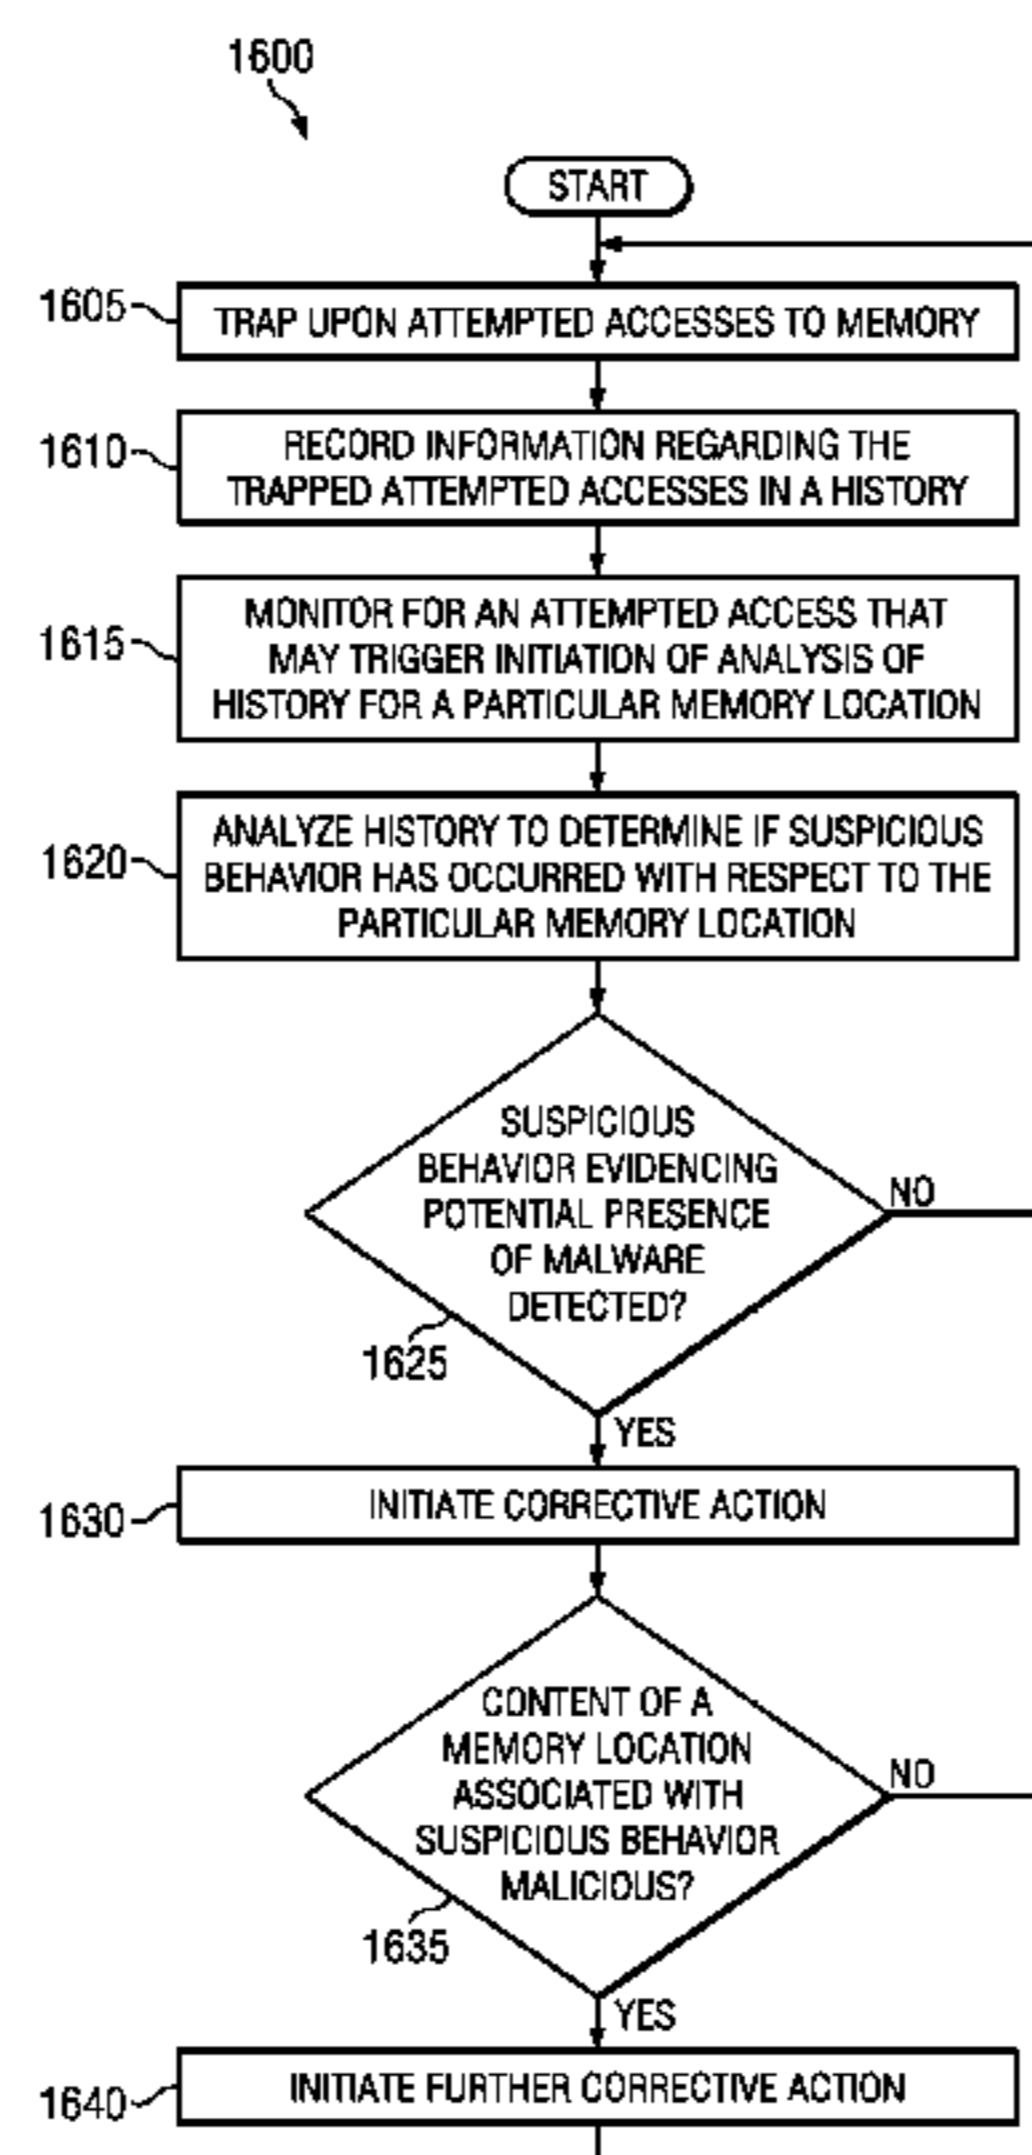 1600
START
1605
TRAP UPON ATTEMPTED ACCESSES TO MEMORY
1610
RECORD INFORMATION REGARDING THE
TRAPPED ATTEMPTED ACCESSES IN A HISTORY
1615
MONITOR FOR AN ATTEMPTED ACCESS THAT
MAY TRIGGER INITIATION OF ANALYSIS OF
HISTORY FOR A PARTICULAR MEMORY LOCATION
1620
ANALYZE HISTORY TO DETERMINE IF SUSPICIOUS
BEHAVIOR HAS OCCURRED WITH RESPECT TO THE
PARTICULAR MEMORY LOCATION
SUSPICIOUS
BEHAVIOR EVIDENCING
POTENTIAL PRESENCE
OF MALWARE
DETECTED?
NO
1625
YES
1630
INITIATE CORRECTIVE ACTION
CONTENT OF A
MEMORY LOCATION
ASSOCIATED WITH
SUSPICIOUS BEHAVIOR
MALICIOUS?
NO
1635
YES
1640
INITIATE FURTHER CORRECTIVE ACTION